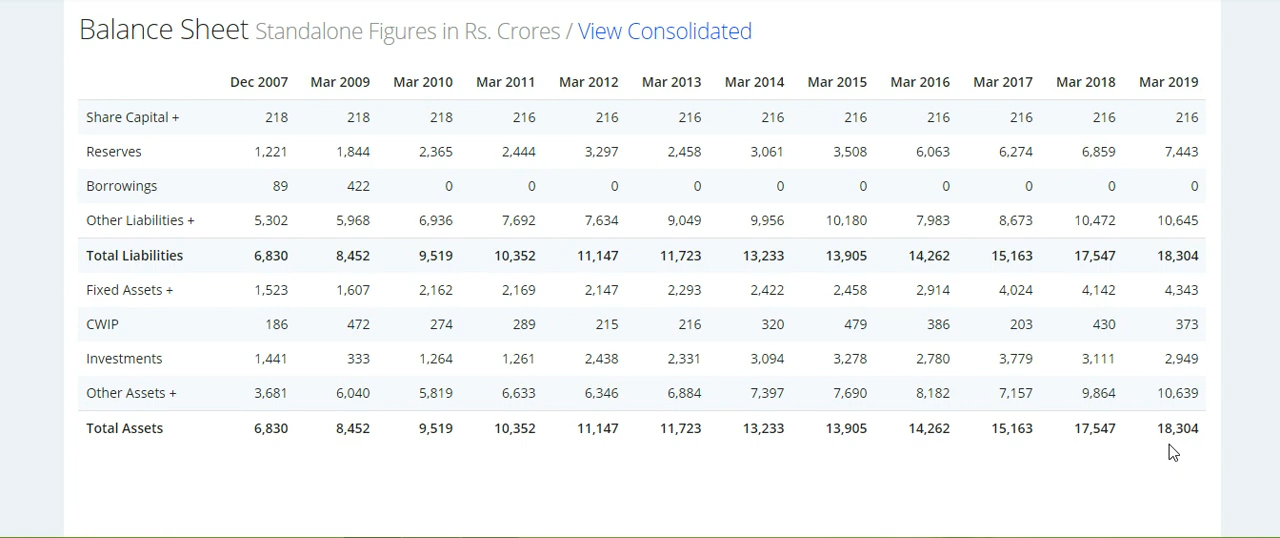 Balance Sheet Standalone Figures in Rs. Crores / View Consolidated
Dec 2007 Mar 2009 Mar 2010 Mar 2011 Mar 2012 Mar 2013 Mar 2014 Mar 2015 Mar 2016 Mar 2017 Mar 2018 Mar 2019
Share Capital + 218 218 218 216 216 216 216 216 216 216 216 216
Reserves 1,221 1,844 2,365 2,444 3,297 2,458 3,061 3,508 6,063 6,274 6,859 7,443
Borrowings 89 422 0 0 0 0 0 0 0 0 0 0
Other Liabilities + 5,302 5,968 6,936 7,692 7,634 9,049 9,956 10,180 7,983 8,673 10,472 10,645
Total Liabilities 6,830 8,452 9,519 10,352 11,147 11,723 13,233 13,905 14,262 15,163 17,547 18,304
Fixed Assets + 1,523 1,607 2,162 2,169 2,147 2,293 2,422 2,458 2,914 4,024 4,142 4,343
CWIP 186 472 274 289 215 216 320 479 386 203 430 373
Investments 1,441 333 1,264 1,261 2,438 2,331 3,094 3,278 2,780 3,779 3,111 2,949
Other Assets + 3,681 6,040 5,819 6,633 6,346 6,884 7,397 7,690 8,182 7,157 9,864 10,639
Total Assets 6,830 8,452 9,519 10,352 11,147 11,723 13,233 13,905 14,262 15,163 17,547 18,304